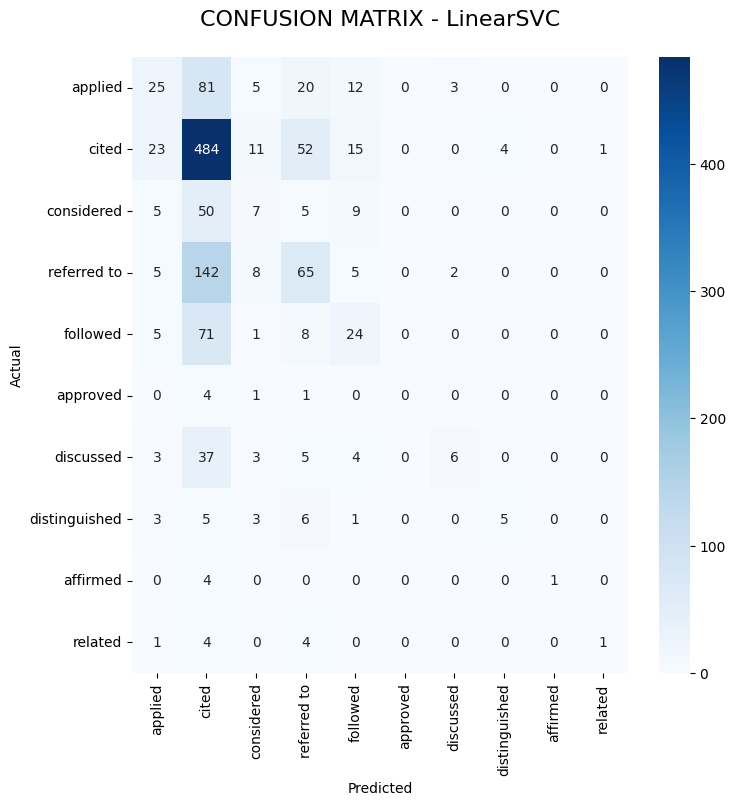 CONFUSION MATRIX - LinearSVC
applied 25 81 5 20 12 0 3 0 0 0
cited 23 484 11 52 15 0 0 4 0 1
considered 5 50 7 5 9 0 0 0 0 0
referred to 5 142 8 65 5 0 2 0 0 0
followed 5 71 1 8 24 0 0 0 0 0
approved 0 4 1 1 0 0 0 0 0 0
discussed 3 37 3 5 4 0 6 0 0 0
distinguished 3 5 3 6 1 0 0 5 0 0
affirmed 0 4 0 0 0 0 0 0 1 0
related 1 4 0 4 0 0 0 0 0 1
Actual
applied cited considered referred to followed approved discussed distinguished affirmed related
Predicted
400
300
200
100
0